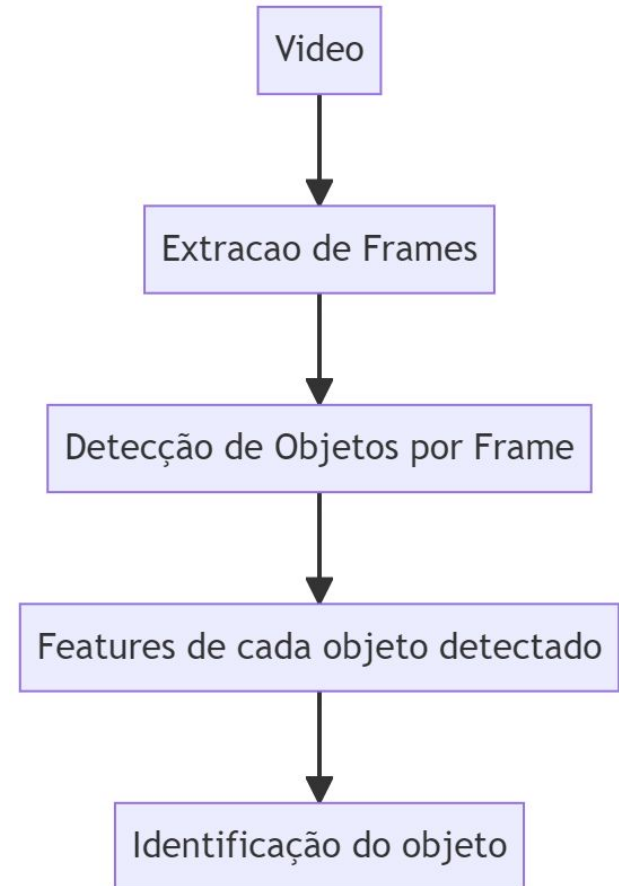 Video
Extracao de Frames
Detecção de Objetos por Frame
Features de cada objeto detectado
Identificação do objeto